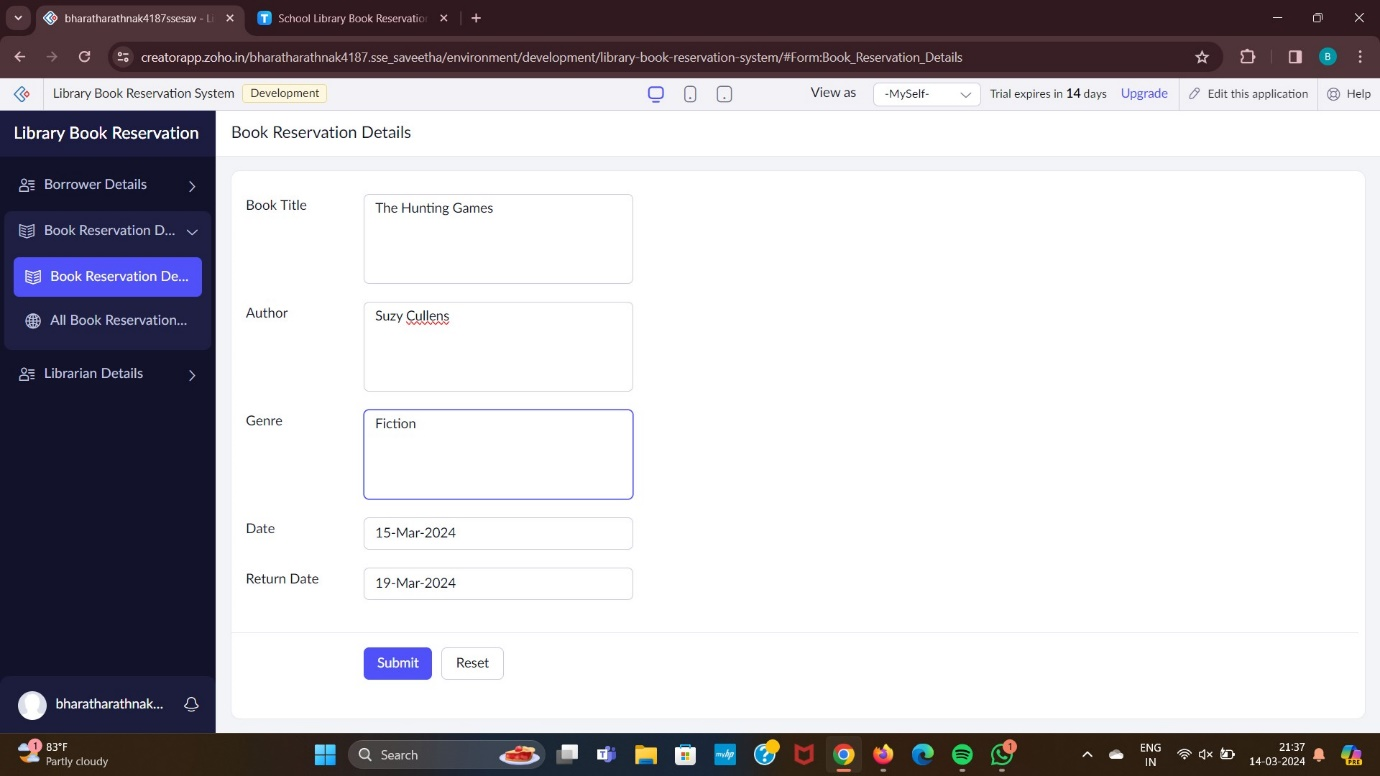 bharatharathnak4187ssesav - Li
School Library Book Reservation
creatorapp.zoho.in/bharatharathnak4187.sse_saveetha/environment/development/library-book-reservation-system/#Form:Book_Reservation_Details
B
Library Book Reservation System
Development
View as
-MySelf-
Trial expires in 14 days
Upgrade
Edit this application
Help
Library Book Reservation
Book Reservation Details
Borrower Details
Book Reservation D...
Book Reservation De...
All Book Reservation...
Librarian Details
Book Title
The Hunting Games
Author
Suzy Cullens
Genre
Fiction
Date
15-Mar-2024
Return Date
19-Mar-2024
Submit
Reset
bharatharathnak...
1
83°F
Partly cloudy
Search
1
ENG
IN
21:37
14-03-2024
PRE